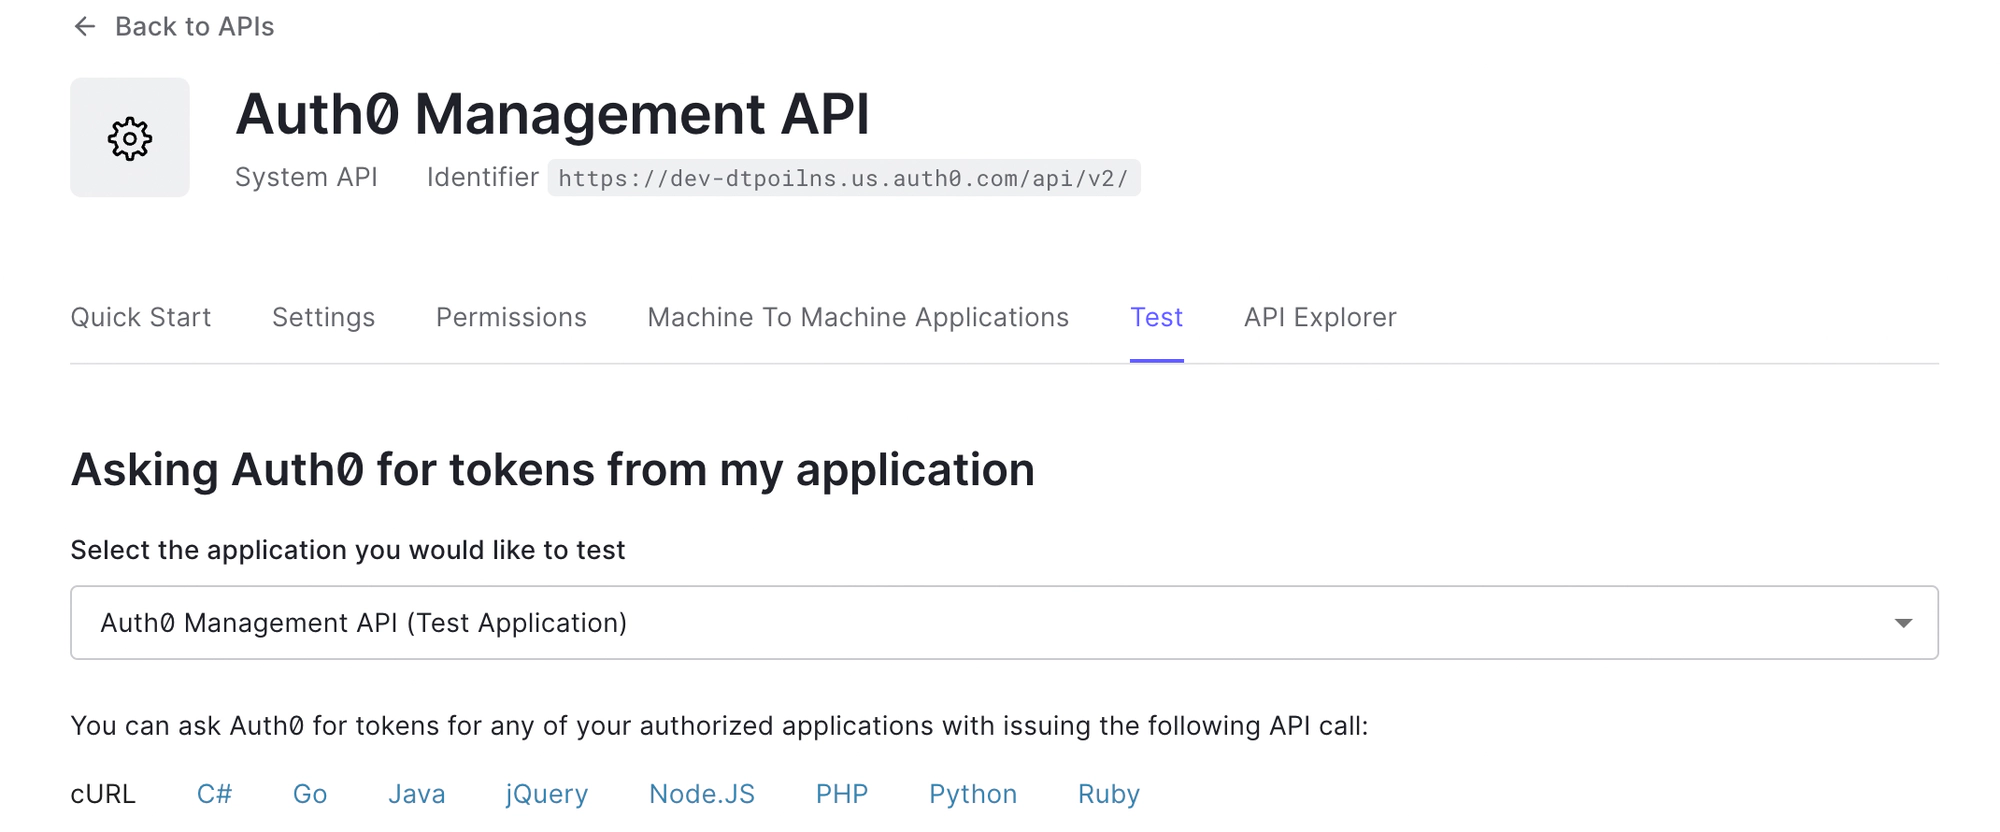 Back to APIs
Auth0 Management API
System API Identifier https://dev-dtpoilns.us.auth0.com/api/v2/
Quick Start Settings Permissions Machine To Machine Applications Test API Explorer
Asking Auth0 for tokens from my application
Select the application you would like to test
Auth0 Management API (Test Application)
You can ask Auth0 for tokens for any of your authorized applications with issuing the following API call:
cURL C# Go Java jQuery Node.JS PHP Python Ruby